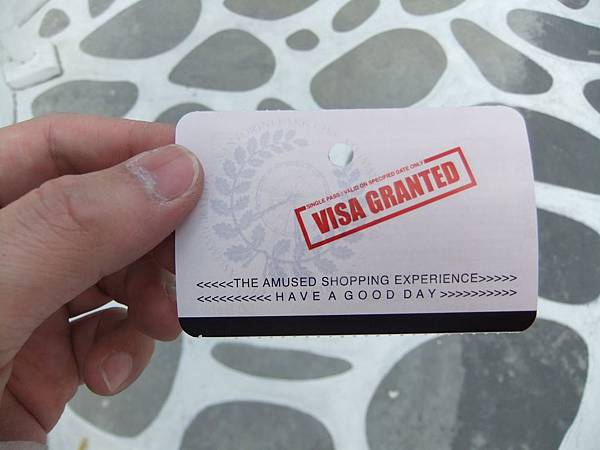 SINGLE PASS - VALID ON SPECIFIED DATE ONLY
VISA GRANTED
<<<<<THE AMUSED SHOPPING EXPERIENCE>>>>>
<<<<<<<<<< HAVE A GOOD DAY >>>>>>>>>>